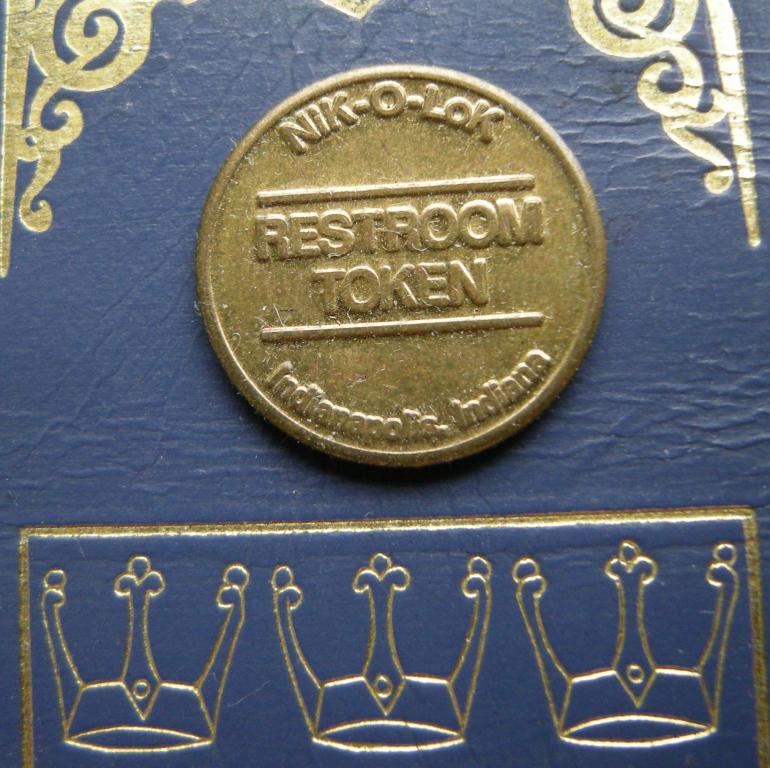 NIK-O-LOK
RESTROOM
TOKEN
Indianapolis, Indiana